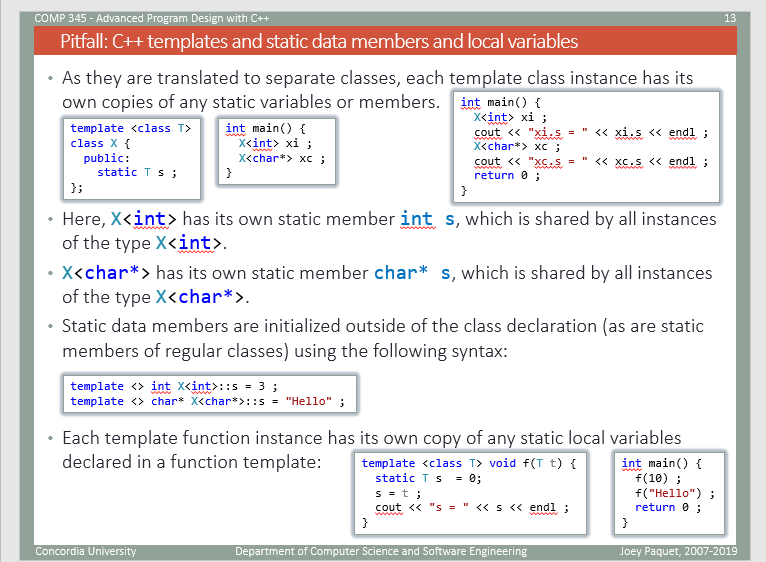 COMP 345 - Advanced Program Design with C++ 13
Pitfall: C++ templates and static data members and local variables
• As they are translated to separate classes, each template class instance has its
own copies of any static variables or members.
template <class T>
class X {
public:
static T s ;
};
int main() {
X<int> xi ;
X<char*> xc ;
}
int main() {
X<int> xi ;
cout << "xi.s = " << xi.s << endl ;
X<char*> xc ;
cout << "xc.s = " << xc.s << endl ;
return 0 ;
}
• Here, X<int> has its own static member int s, which is shared by all instances
of the type X<int>.
• X<char*> has its own static member char* s, which is shared by all instances
of the type X<char*>.
• Static data members are initialized outside of the class declaration (as are static
members of regular classes) using the following syntax:
template <> int X<int>::s = 3 ;
template <> char* X<char*>::s = "Hello" ;
• Each template function instance has its own copy of any static local variables
declared in a function template:
template <class T> void f(T t) {
static T s = 0;
s = t ;
cout << "s = " << s << endl ;
}
int main() {
f(10) ;
f("Hello") ;
return 0 ;
}
Concordia University Department of Computer Science and Software Engineering Joey Paquet, 2007-2019